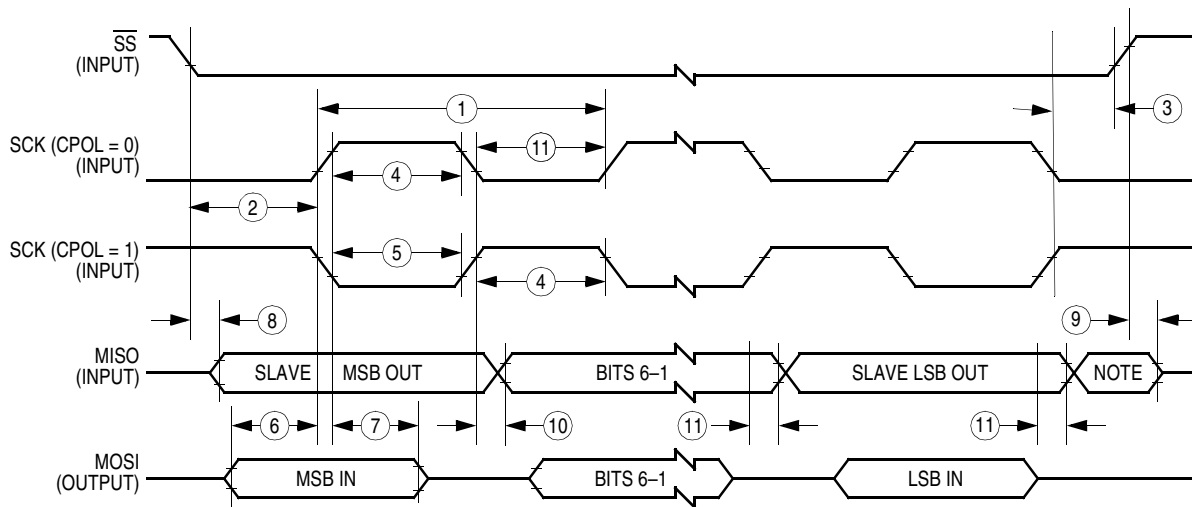 SS
(INPUT)
1
3
SCK (CPOL = 0)
(INPUT)
11
4
2
SCK (CPOL = 1)
(INPUT)
5
4
8
9
MISO
(INPUT)
SLAVE MSB OUT
BITS 6–1
SLAVE LSB OUT
NOTE
6
7
10
11
11
MOSI
(OUTPUT)
MSB IN
BITS 6–1
LSB IN